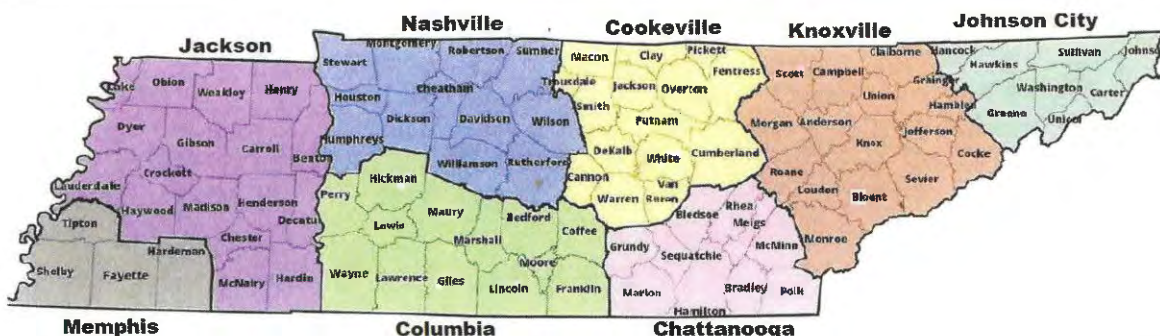 Nashville
Cookeville
Knoxville
Johnson City
Jackson
Lake
Obion
Weakley
Henry
Dyer
Gibson
Carroll
Benton
Crockett
Lauderdale
Haywood
Madison
Henderson
Decatu
Chester
McNairy
Hardin
Tipton
Hardeman
Shelby
Fayette
Stewart
Montgomery
Robertson
Sumner
Houston
Cheatham
Dickson
Davidson
Wilson
Humphreys
Williamson
Rutherford
Perry
Hickman
Lewis
Maury
Marshall
Bedford
Coffee
Moore
Wayne
Lawrence
Giles
Lincoln
Franklin
Macon
Clay
Pickett
Trousdale
Jackson
Overton
Fentress
Smith
Putnam
DeKalb
White
Cumberland
Cannon
Warren
Van
Buren
Bledsoe
Rhea
Meigs
Grundy
Sequatchie
McMinn
Marion
Hamilton
Bradley
Polk
Scott
Campbell
Claiborne
Union
Grainger
Hamblen
Morgan
Anderson
Jefferson
Knox
Cocke
Roane
Louden
Blount
Sevier
Monroe
Hancock
Hawkins
Sullivan
Johns
Washington
Carter
Greene
Unicoi
Memphis
Columbia
Chattanooga